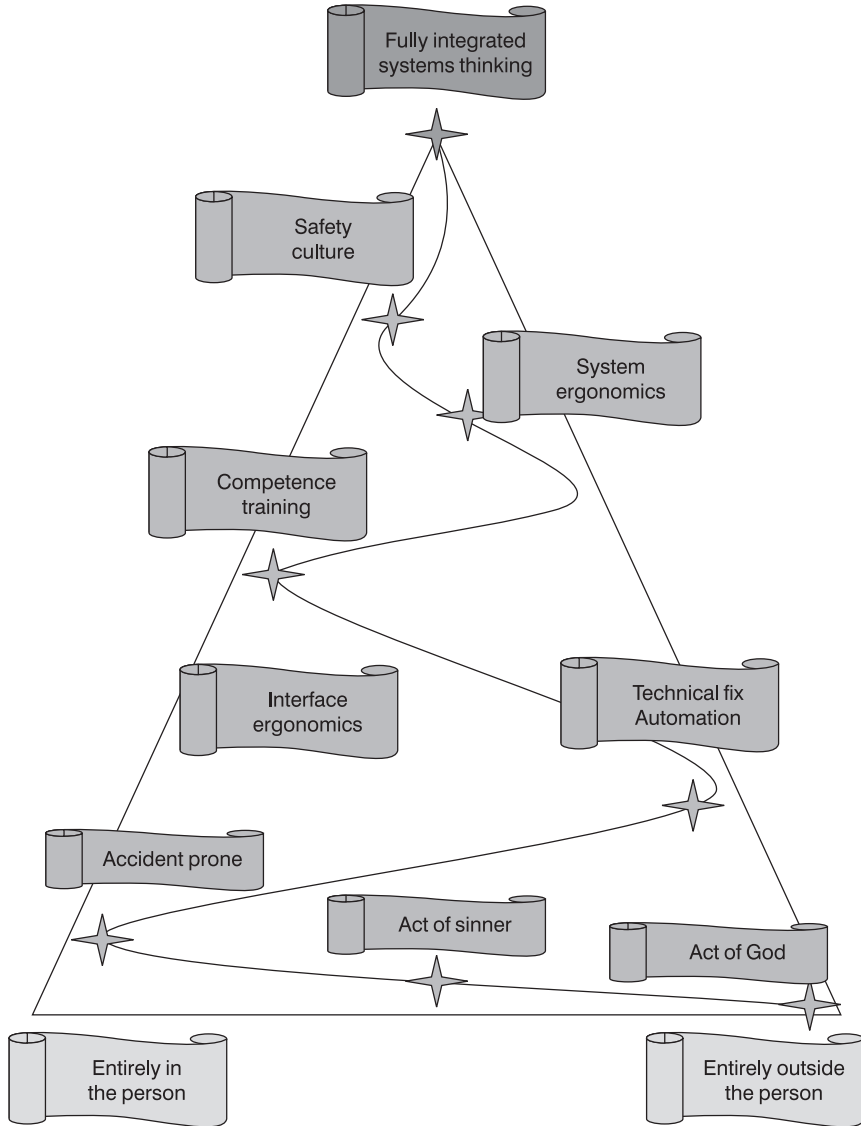 Fully integrated
systems thinking
Safety
culture
System
ergonomics
Competence
training
Interface
ergonomics
Technical fix
Automation
Accident prone
Act of sinner
Act of God
Entirely in
the person
Entirely outside
the person